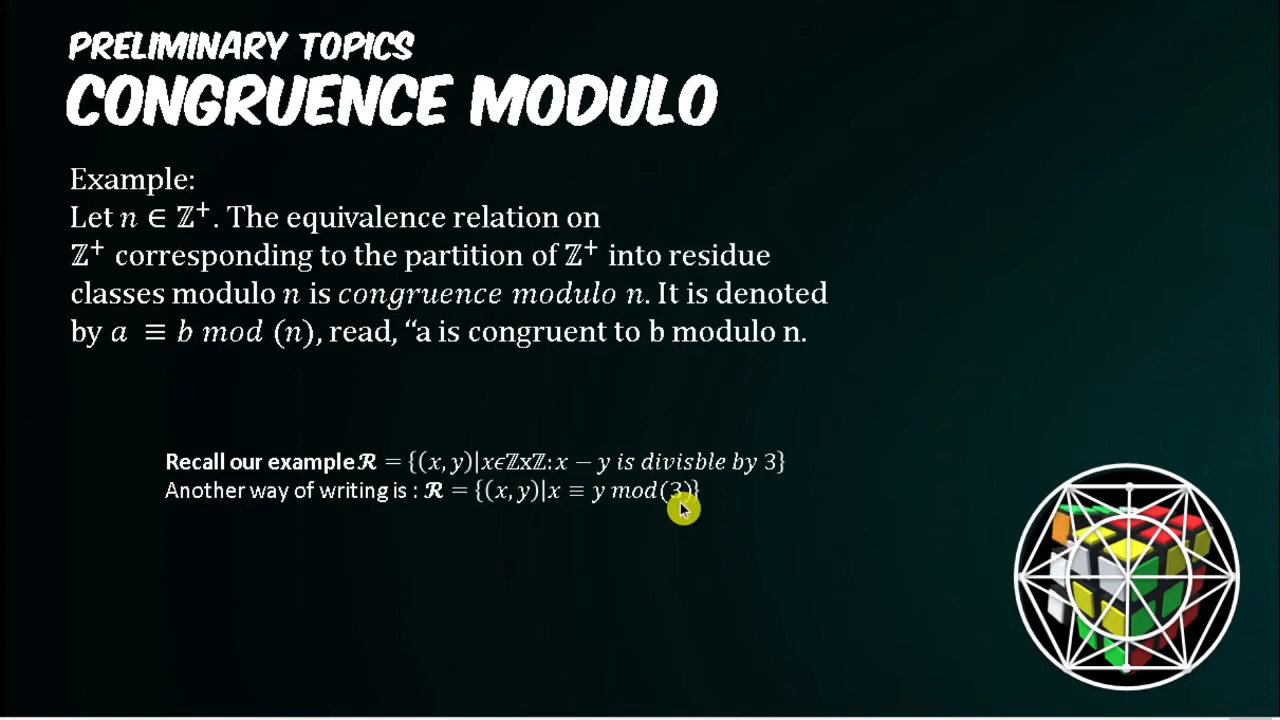 PRELIMINARY TOPICS
CONGRUENCE MODULO
Example:
Let n ∈ ℤ⁺. The equivalence relation on
ℤ⁺ corresponding to the partition of ℤ⁺ into residue
classes modulo n is congruence modulo n. It is denoted
by a ≡ b mod (n), read, “a is congruent to b modulo n.
Recall our example ℛ = {(x, y)|xϵℤxℤ: x − y is divisble by 3}
Another way of writing is : ℛ = {(x, y)|x ≡ y mod(3)}